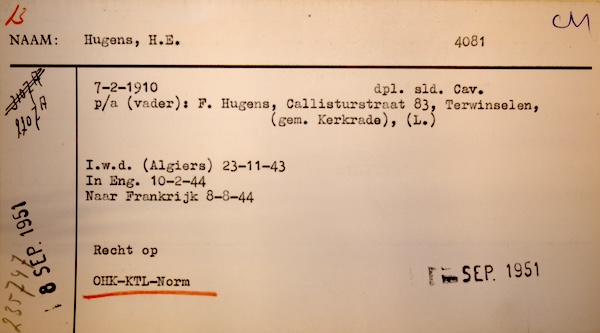 13 CM
NAAM: Hugens, H.E. 4081
7-2-1910 dpl. sld. Cav.
p/a (vader): F. Hugens, Callisturstraat 83, Terwinselen,
(gem. Kerkrade), (L.)
2207 A
I.w.d. (Algiers) 23-11-43
In Eng. 10-2-44
Naar Frankrijk 8-8-44
Recht op
OHK-KTL-Norm
SEP. 1951
8 SEP. 1951
235747